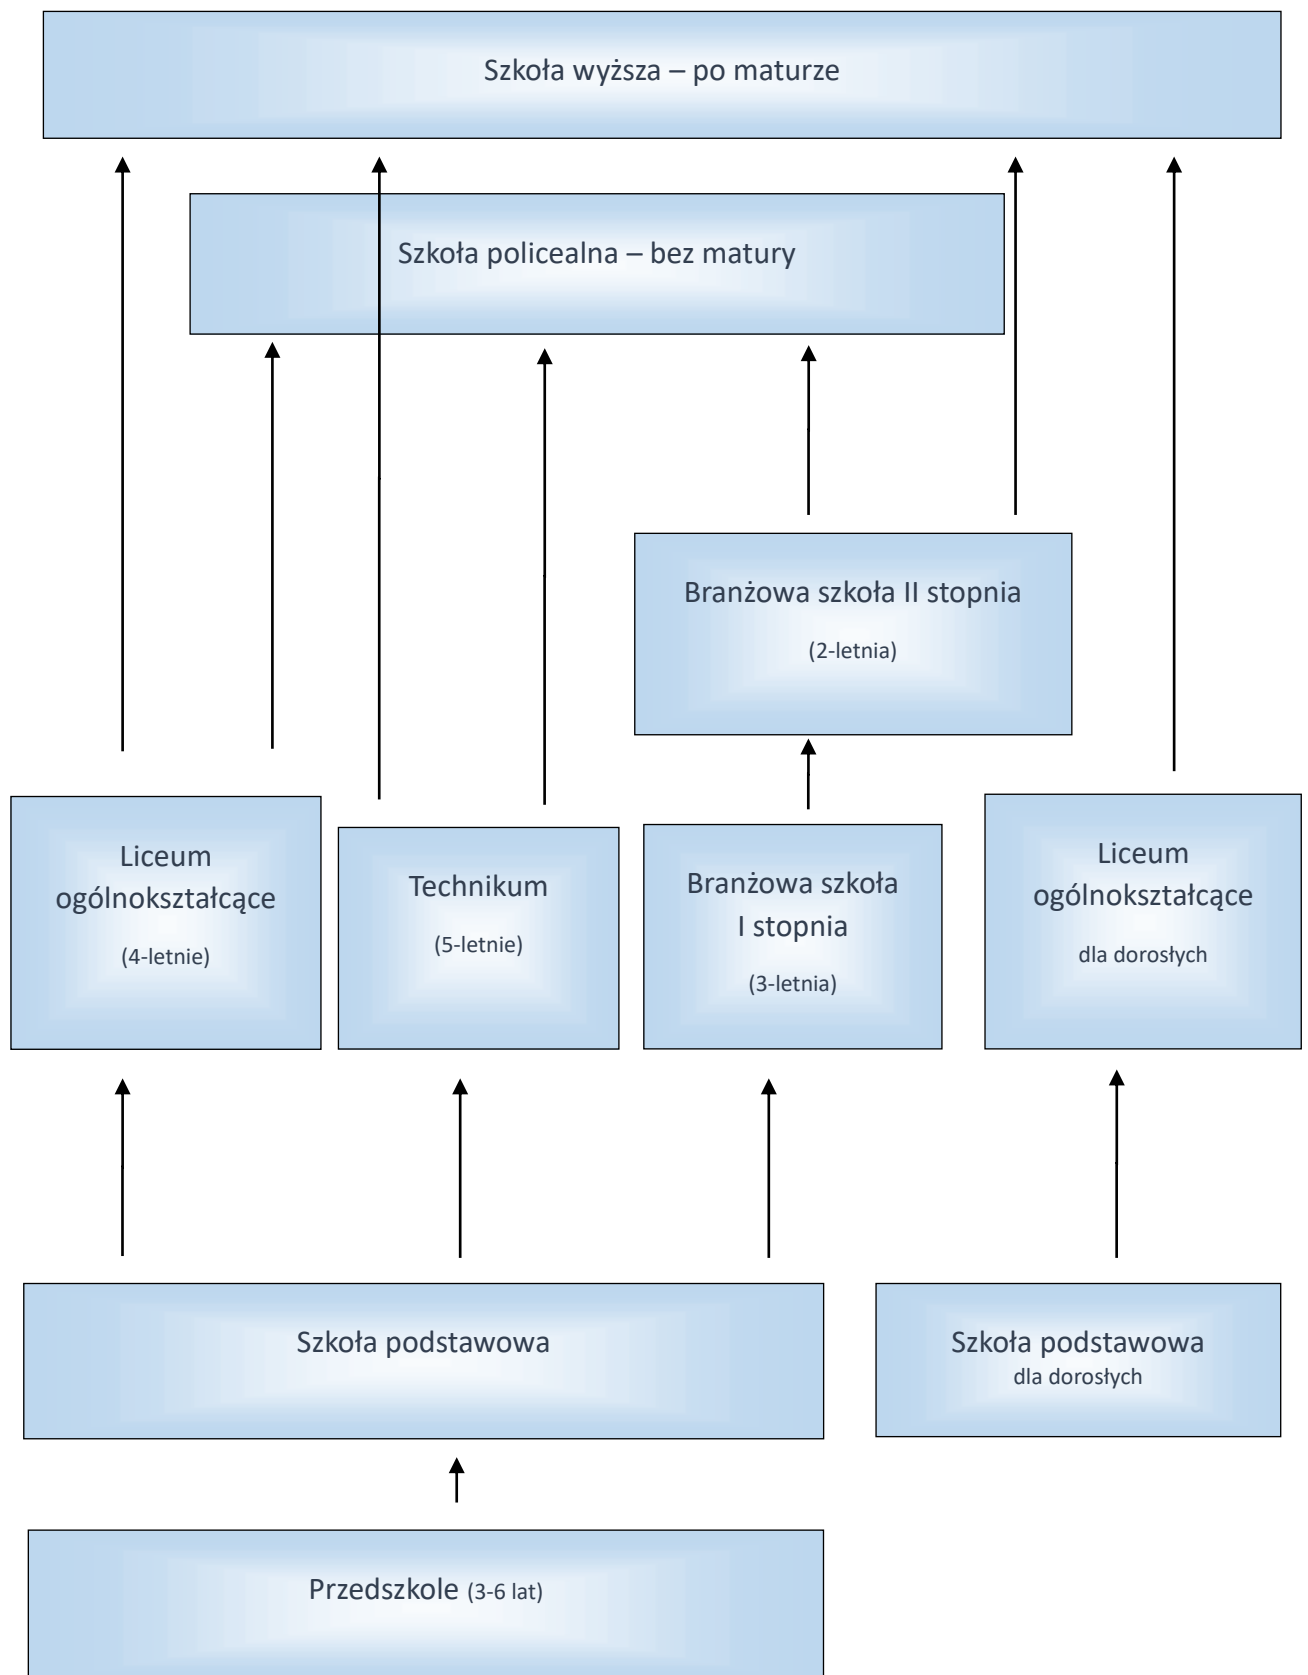 Szkoła wyższa – po maturze
Szkoła policealna – bez matury
Branżowa szkoła II stopnia
(2-letnia)
Liceum
ogólnokształcące
(4-letnie)
Technikum
(5-letnie)
Branżowa szkoła
I stopnia
(3-letnia)
Liceum
ogólnokształcące
dla dorosłych
Szkoła podstawowa
Szkoła podstawowa
dla dorosłych
Przedszkole (3-6 lat)